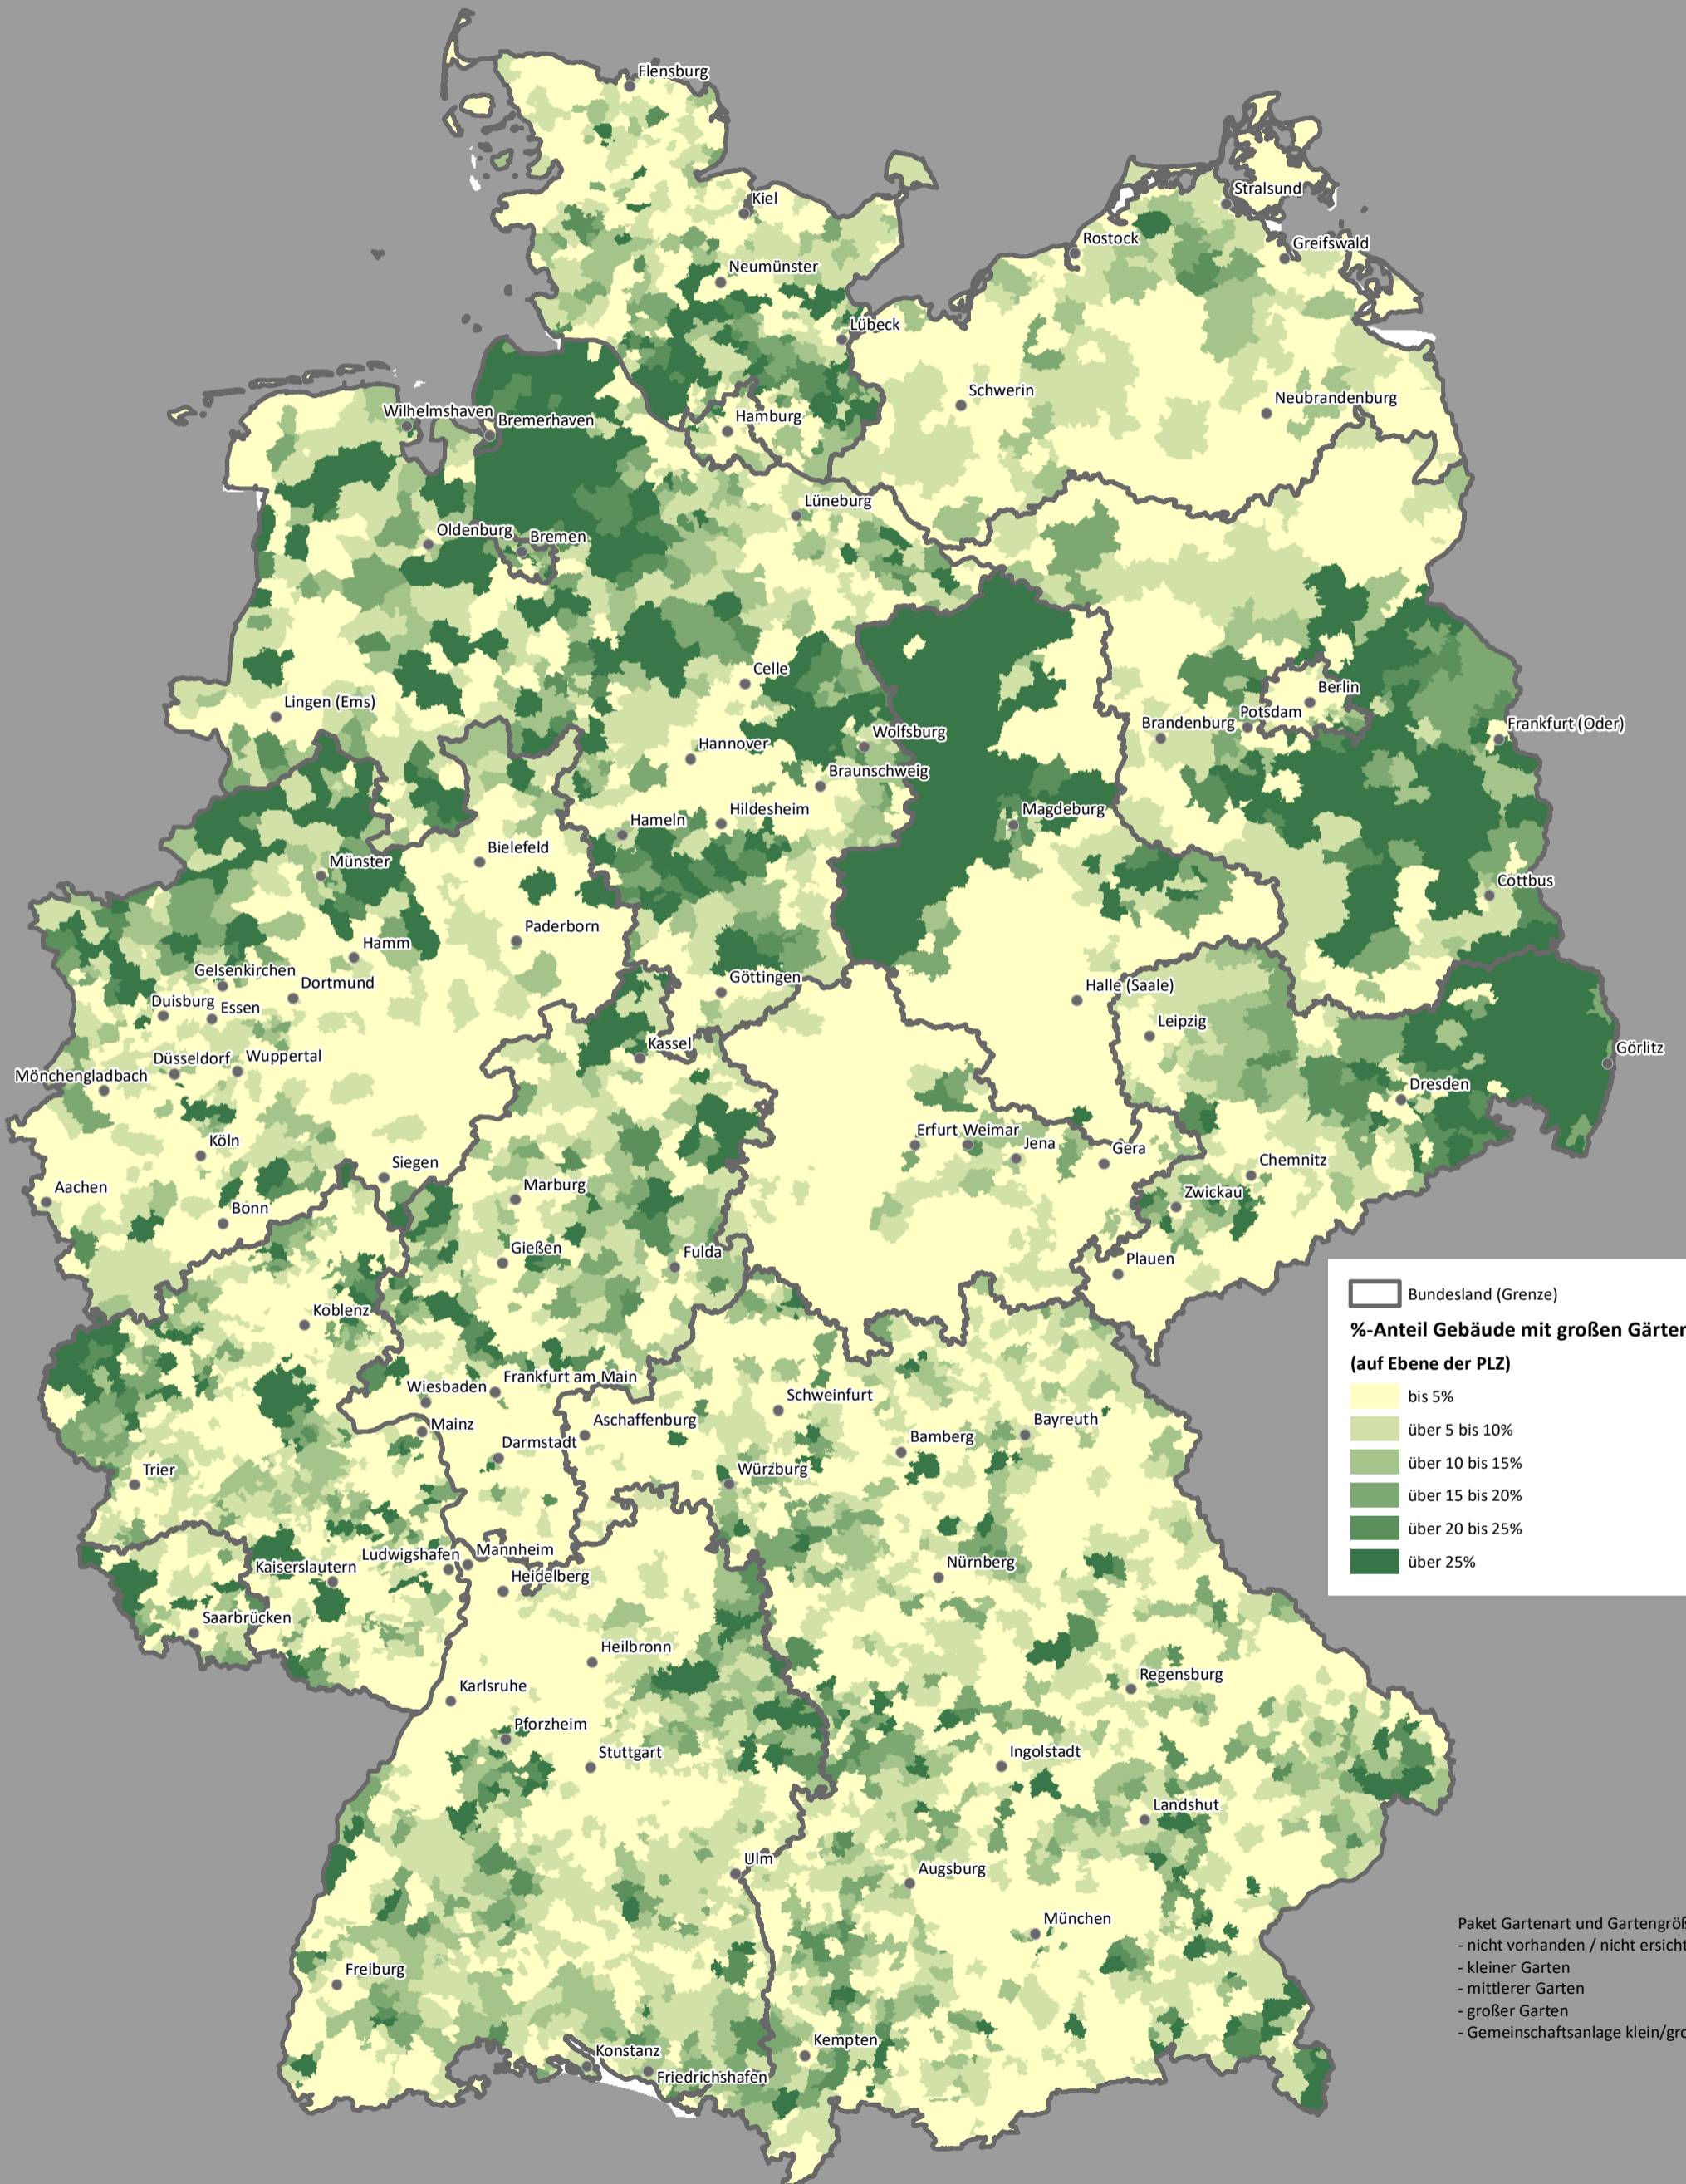 Flensburg
Kiel
Stralsund
Rostock
Greifswald
Neumünster
Lübeck
Schwerin
Neubrandenburg
Wilhelmshaven
Bremerhaven
Hamburg
Lüneburg
Oldenburg
Bremen
Celle
Lingen (Ems)
Berlin
Potsdam
Brandenburg
Frankfurt (Oder)
Wolfsburg
Hannover
Braunschweig
Hildesheim
Hameln
Magdeburg
Bielefeld
Münster
Cottbus
Paderborn
Hamm
Gelsenkirchen
Dortmund
Göttingen
Halle (Saale)
Duisburg
Essen
Leipzig
Kassel
Görlitz
Düsseldorf
Wuppertal
Mönchengladbach
Dresden
Erfurt
Weimar
Jena
Gera
Köln
Siegen
Chemnitz
Aachen
Marburg
Zwickau
Bonn
Gießen
Fulda
Plauen
Koblenz
Bundesland (Grenze)
%-Anteil Gebäude mit großen Gärten
(auf Ebene der PLZ)
bis 5%
über 5 bis 10%
über 10 bis 15%
über 15 bis 20%
über 20 bis 25%
über 25%
Frankfurt am Main
Wiesbaden
Schweinfurt
Mainz
Aschaffenburg
Bayreuth
Darmstadt
Bamberg
Trier
Würzburg
Mannheim
Ludwigshafen
Nürnberg
Kaiserslautern
Heidelberg
Saarbrücken
Heilbronn
Regensburg
Karlsruhe
Pforzheim
Stuttgart
Ingolstadt
Landshut
Ulm
Augsburg
München
Freiburg
Kempten
Konstanz
Friedrichshafen
Paket Gartenart und Gartengröß
- nicht vorhanden / nicht ersicht
- kleiner Garten
- mittlerer Garten
- großer Garten
- Gemeinschaftsanlage klein/gro